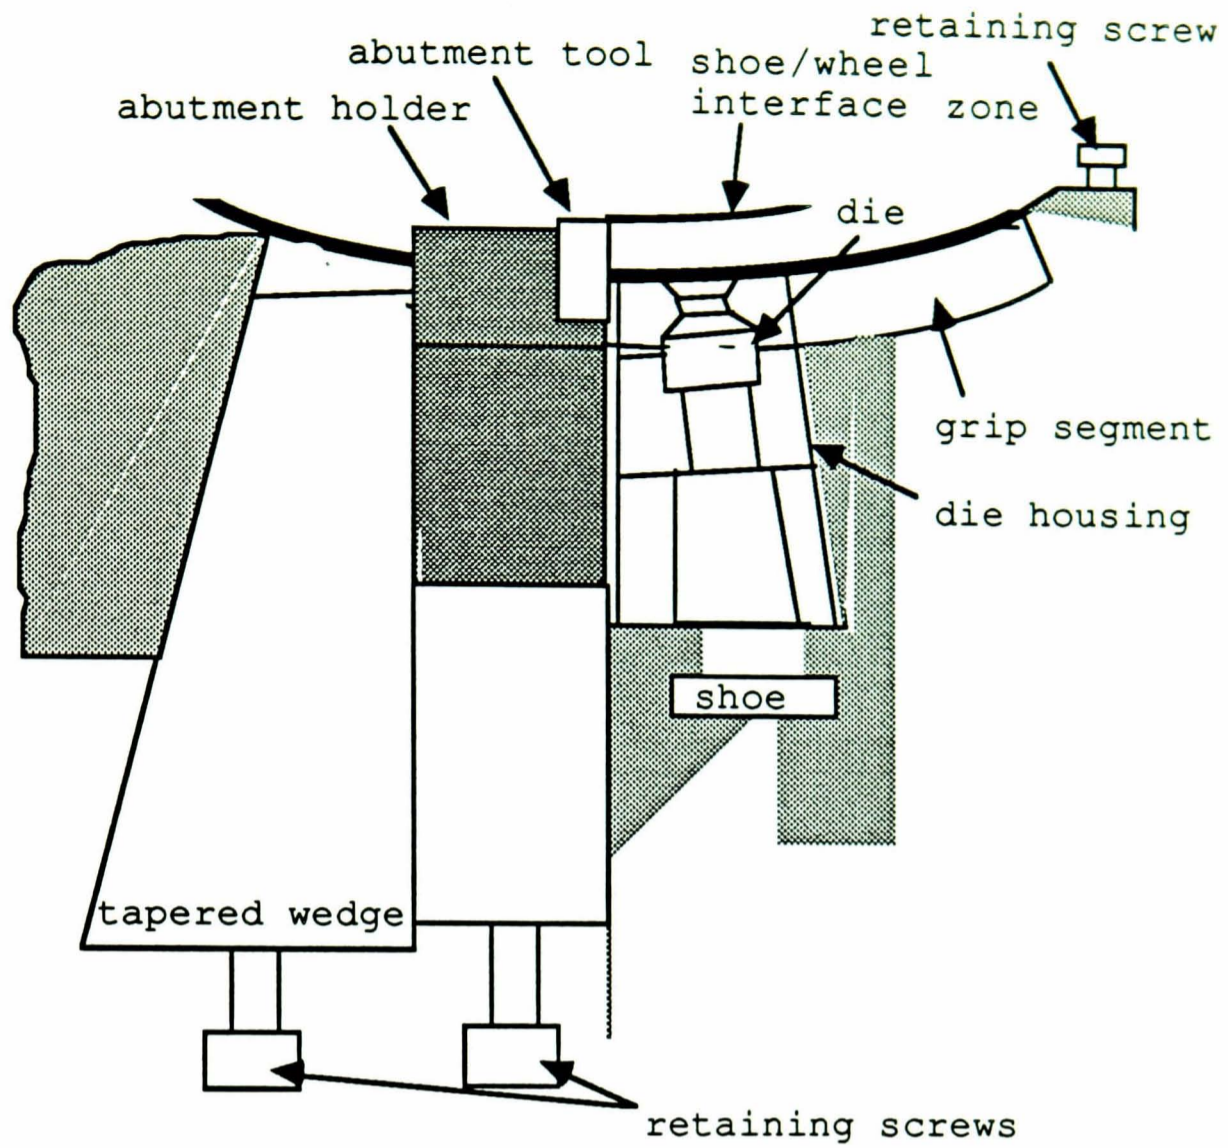 retaining screw
abutment tool
shoe/wheel
interface zone
abutment holder
die
grip segment
die housing
shoe
tapered wedge
retaining screws